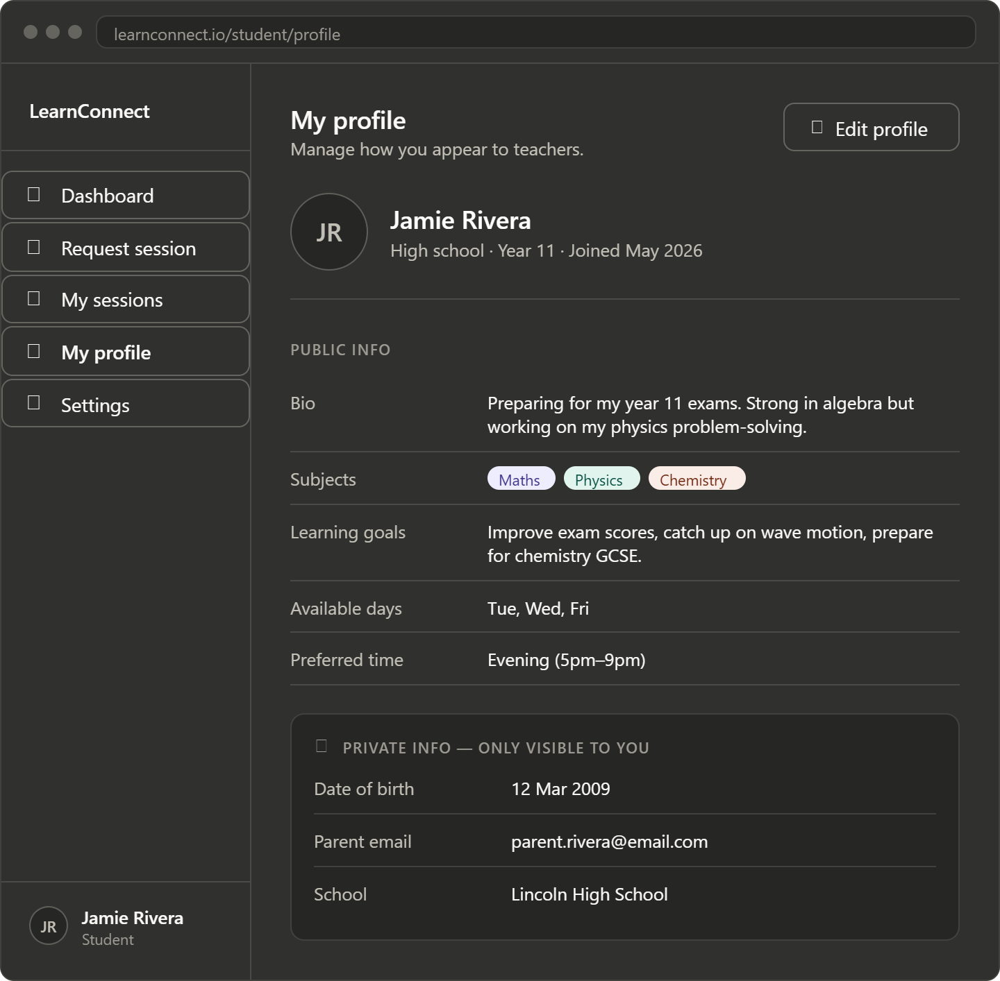 learnconnect.io/student/profile
LearnConnect
Dashboard
Request session
My sessions
My profile
Settings
JR
Jamie Rivera
Student
My profile
Manage how you appear to teachers.
Edit profile
JR
Jamie Rivera
High school · Year 11 · Joined May 2026
PUBLIC INFO
Bio
Preparing for my year 11 exams. Strong in algebra but
working on my physics problem-solving.
Subjects
Maths Physics Chemistry
Learning goals
Improve exam scores, catch up on wave motion, prepare
for chemistry GCSE.
Available days
Tue, Wed, Fri
Preferred time
Evening (5pm–9pm)
PRIVATE INFO — ONLY VISIBLE TO YOU
Date of birth
12 Mar 2009
Parent email
parent.rivera@email.com
School
Lincoln High School